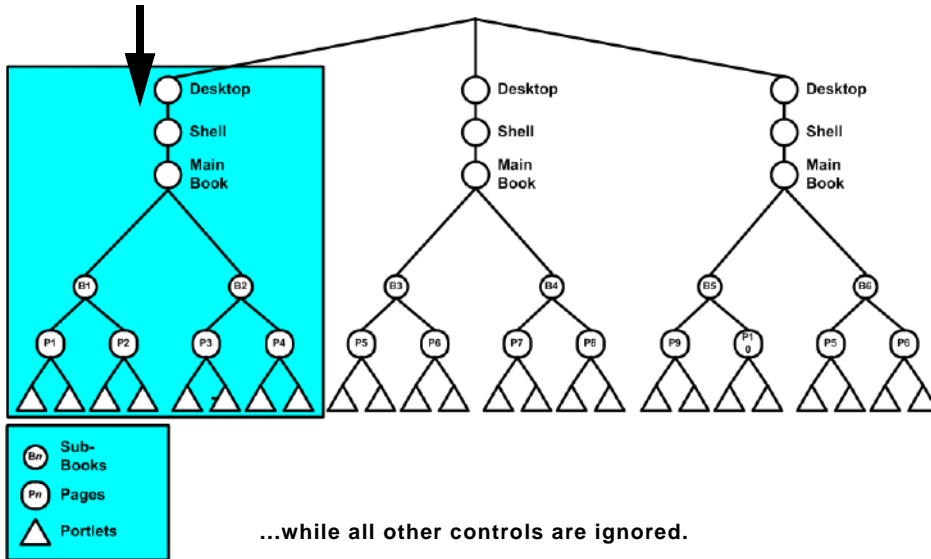 Desktop Desktop Desktop
Shell Shell Shell
Main Main Main
Book Book Book
B1 B2 B3 B4 B5 B6
P1 P2 P3 P4 P5 P6 P7 P8 P9 P1 P5 P6
0
Bn Sub-
Books
Pn Pages
Portlets
...while all other controls are ignored.